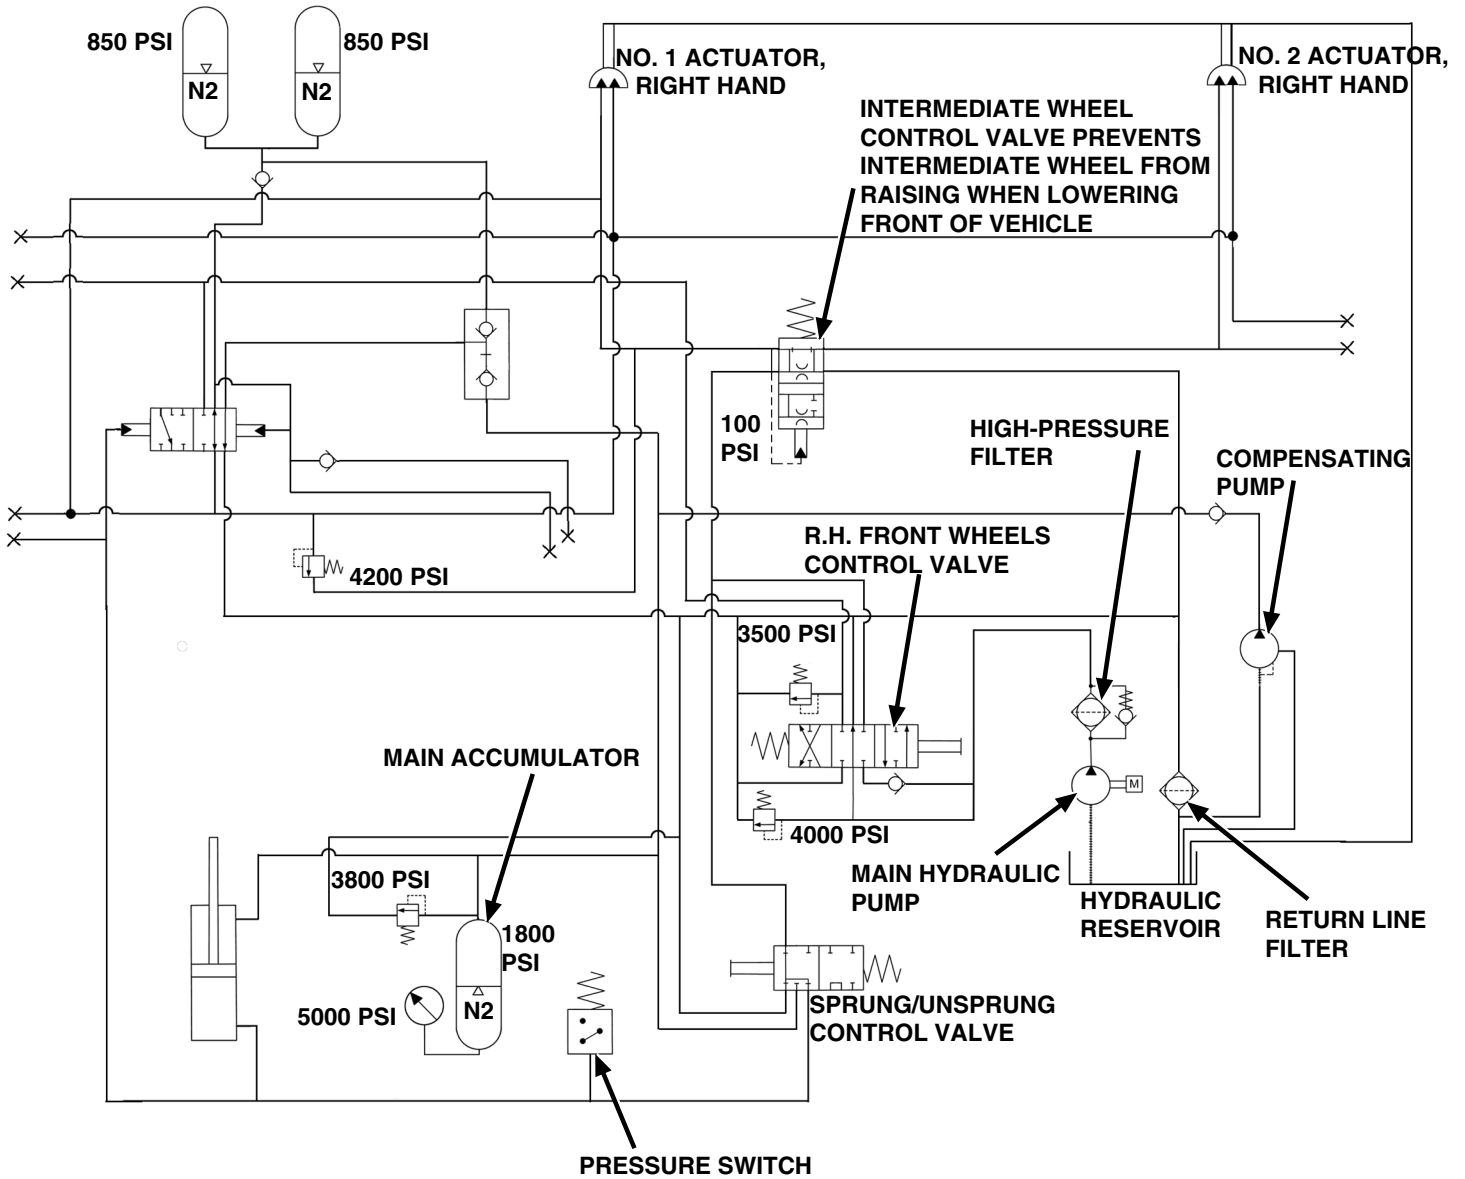 850 PSI
850 PSI
N2
N2
NO. 1 ACTUATOR,
RIGHT HAND
NO. 2 ACTUATOR,
RIGHT HAND
INTERMEDIATE WHEEL
CONTROL VALVE PREVENTS
INTERMEDIATE WHEEL FROM
RAISING WHEN LOWERING
FRONT OF VEHICLE
100
PSI
HIGH-PRESSURE
FILTER
COMPENSATING
PUMP
R.H. FRONT WHEELS
CONTROL VALVE
4200 PSI
3500 PSI
MAIN ACCUMULATOR
M
4000 PSI
MAIN HYDRAULIC
PUMP
HYDRAULIC
RESERVOIR
RETURN LINE
FILTER
3800 PSI
1800
PSI
N2
5000 PSI
SPRUNG/UNSPRUNG
CONTROL VALVE
PRESSURE SWITCH